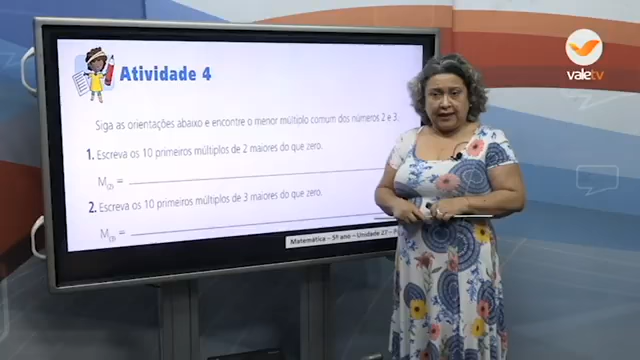 valetv
Atividade 4
Siga as orientações abaixo e encontre o menor múltiplo comum dos números 2 e 3.
1. Escreva os 10 primeiros múltiplos de 2 maiores do que zero.
M(2) =
2. Escreva os 10 primeiros múltiplos de 3 maiores do que zero.
M(3) =
Matemática – 5º ano – Unidade 27 –